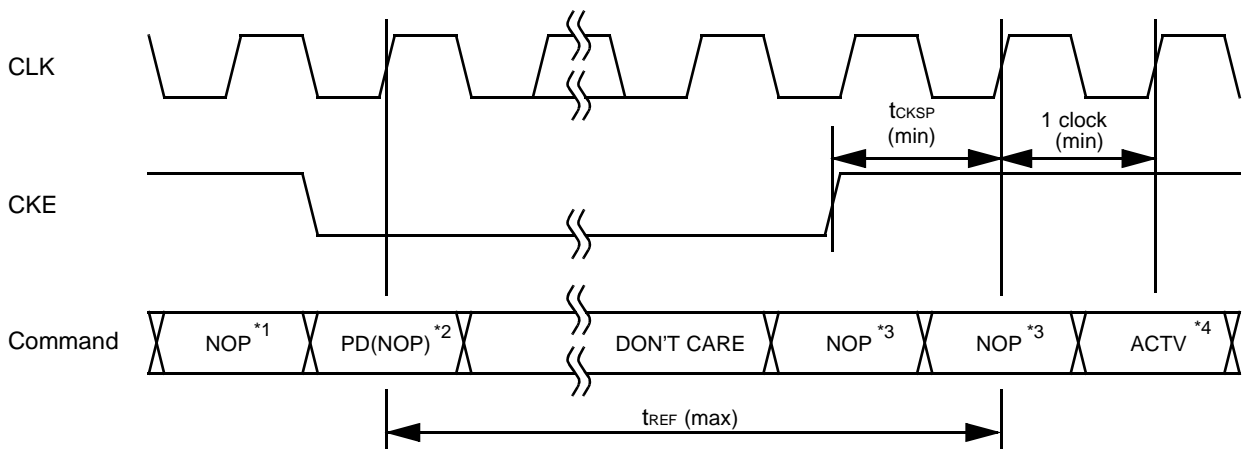 CLK
tCKSP
(min)
1 clock
(min)
CKE
Command
NOP *1
PD(NOP) *2
DON'T CARE
NOP *3
NOP *3
ACTV *4
tREF (max)